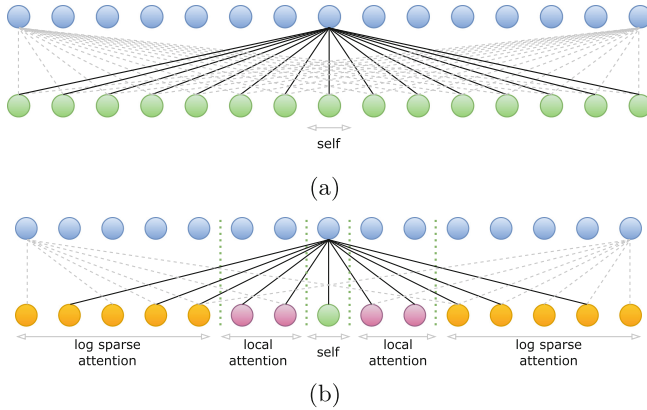 self
(a)
log sparse
attention
local
attention
self
local
attention
log sparse
attention
(b)